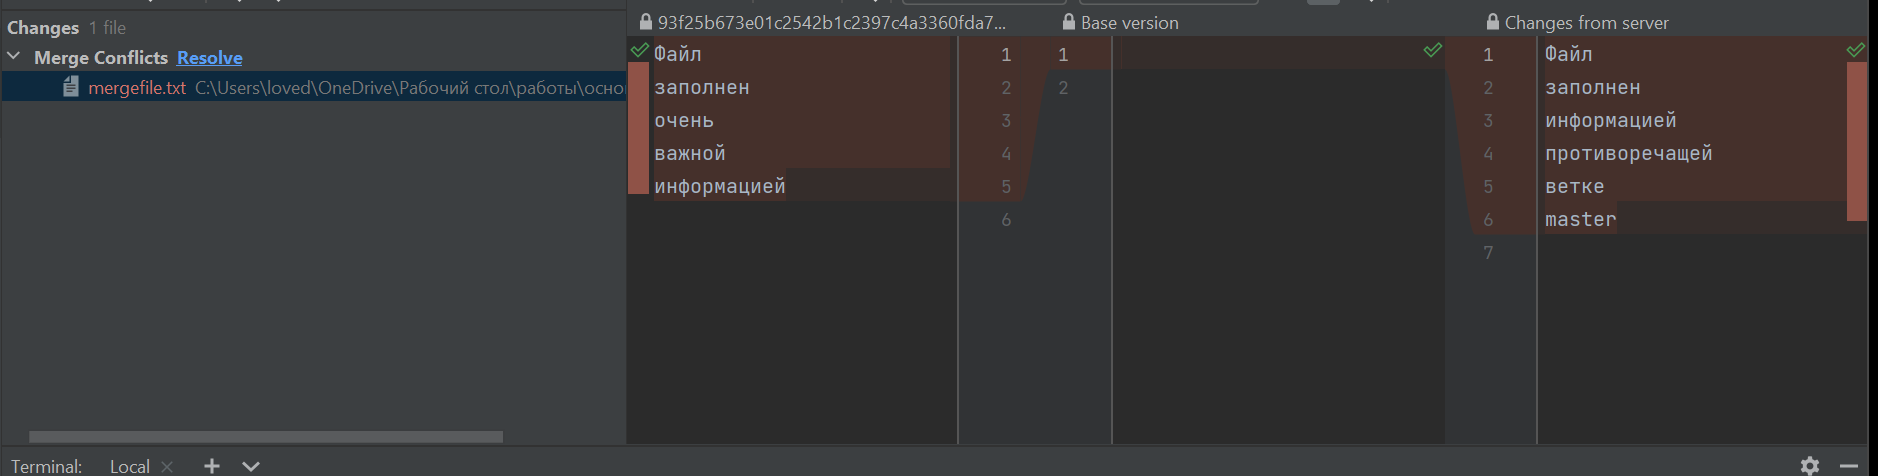 Changes 1 file
Merge Conflicts Resolve
mergefile.txt C:\Users\loved\OneDrive\Рабочий стол\работы\осно
93f25b673e01c2542b1c2397c4a3360fda7...
Файл 1
заполнен 2
очень 3
важной 4
информацией 5
6
Base version
1
2
Changes from server
1 Файл
2 заполнен
3 информацией
4 противоречащей
5 ветке
6 master
7
Terminal: Local